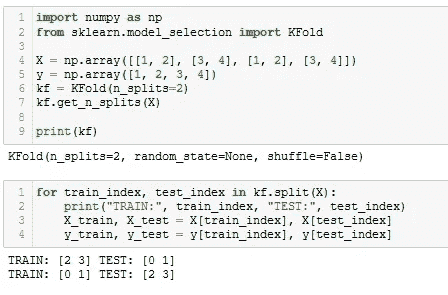 1 import numpy as np
2 from sklearn.model_selection import KFold
3
4 X = np.array([[1, 2], [3, 4], [1, 2], [3, 4]])
5 y = np.array([1, 2, 3, 4])
6 kf = KFold(n_splits=2)
7 kf.get_n_splits(X)
8
9 print(kf)
KFold(n_splits=2, random_state=None, shuffle=False)
1 for train_index, test_index in kf.split(X):
2     print("TRAIN:", train_index, "TEST:", test_index)
3     X_train, X_test = X[train_index], X[test_index]
4     y_train, y_test = y[train_index], y[test_index]
TRAIN: [2 3] TEST: [0 1]
TRAIN: [0 1] TEST: [2 3]